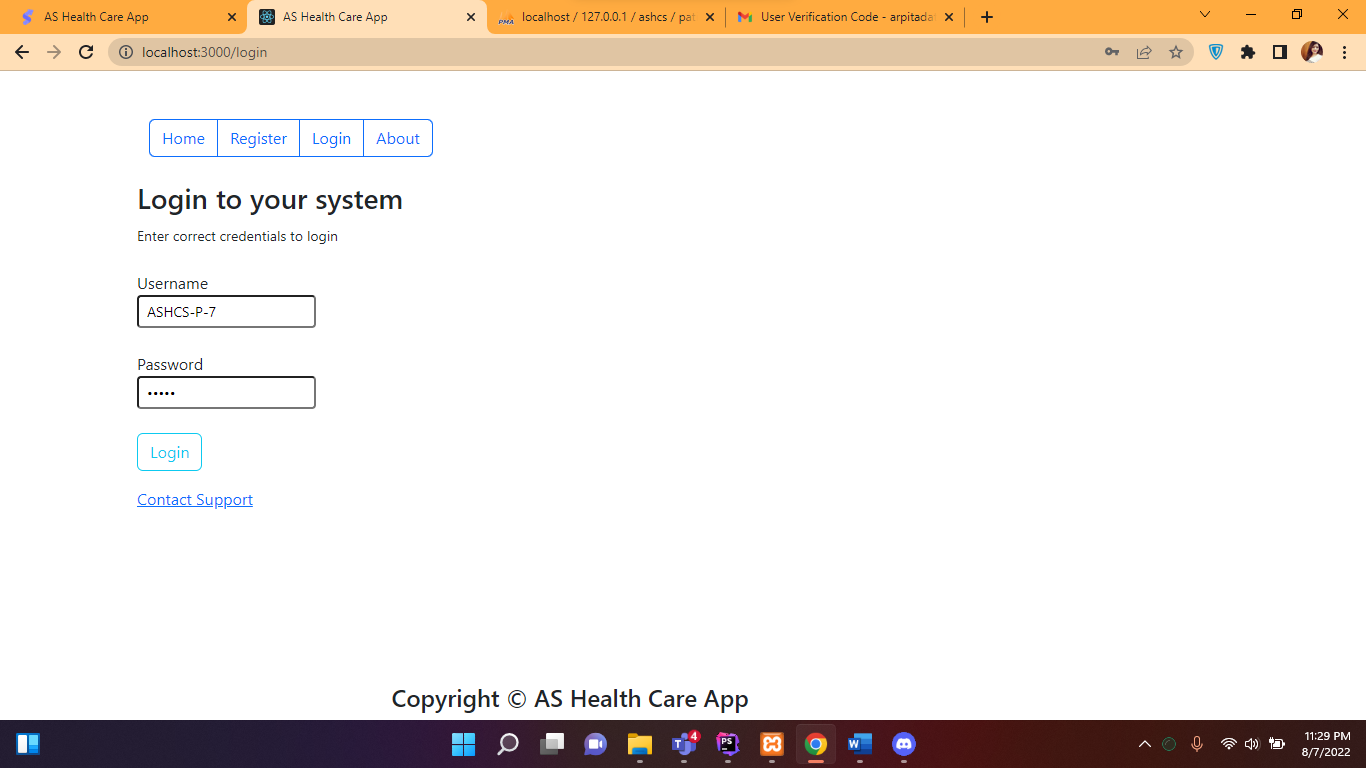 AS Health Care App
AS Health Care App
PMA
localhost / 127.0.0.1 / ashcs / pat
User Verification Code - arpitada
localhost:3000/login
Home
Register
Login
About
Login to your system
Enter correct credentials to login
Username
ASHCS-P-7
Password
•••••
Login
Contact Support
Copyright © AS Health Care App
4
PS
W
11:29 PM
8/7/2022